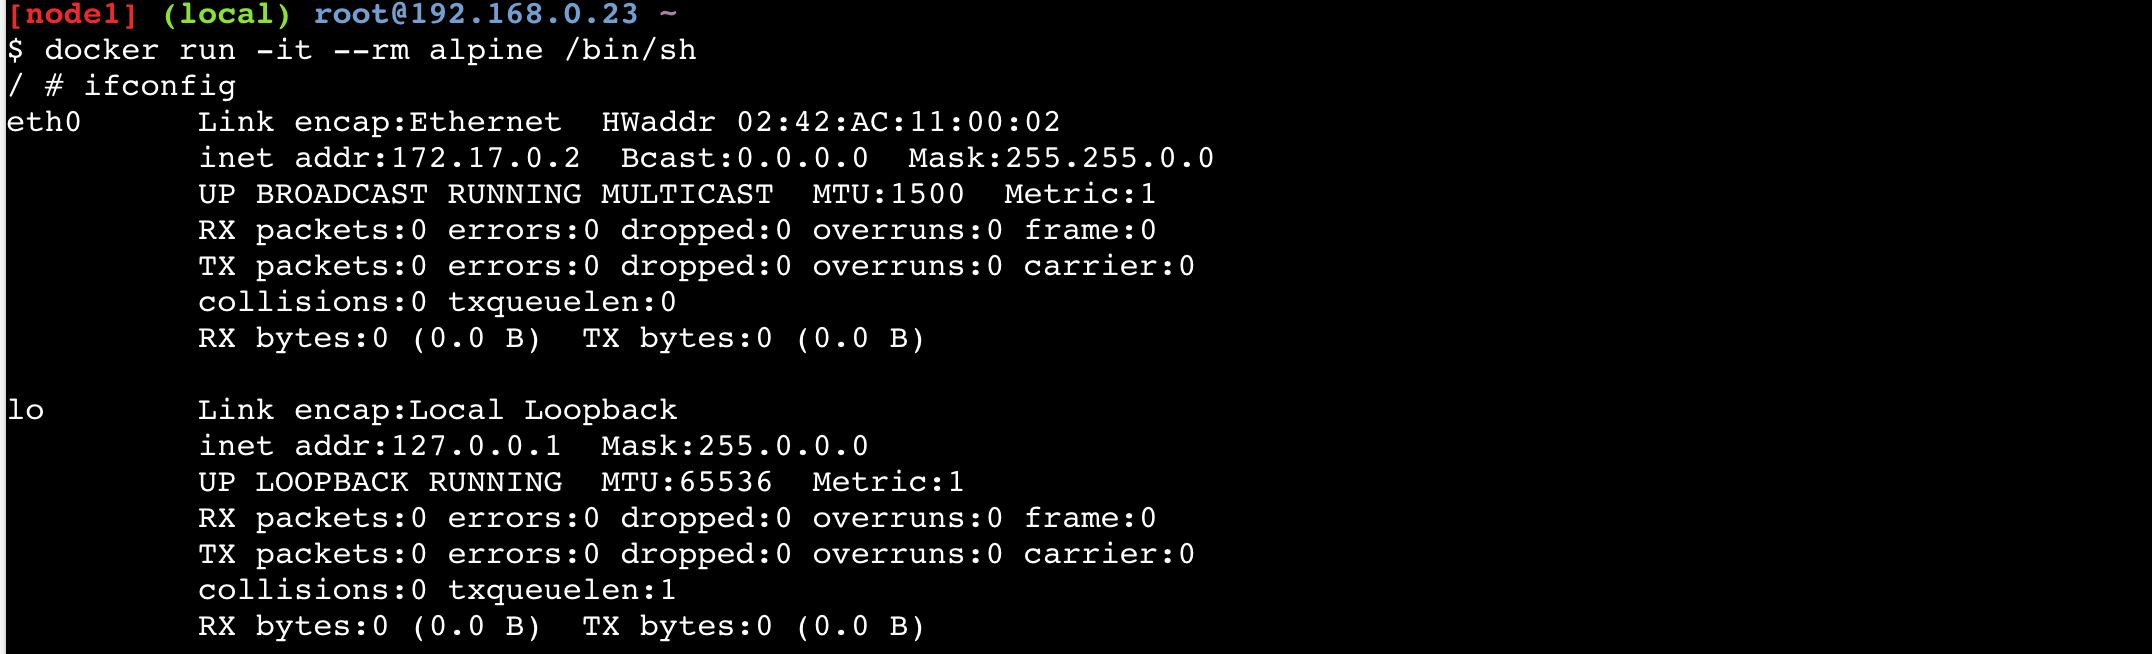 [node1] (local) root@192.168.0.23 ~
$ docker run -it --rm alpine /bin/sh
/ # ifconfig
eth0      Link encap:Ethernet  HWaddr 02:42:AC:11:00:02
          inet addr:172.17.0.2  Bcast:0.0.0.0  Mask:255.255.0.0
          UP BROADCAST RUNNING MULTICAST  MTU:1500  Metric:1
          RX packets:0 errors:0 dropped:0 overruns:0 frame:0
          TX packets:0 errors:0 dropped:0 overruns:0 carrier:0
          collisions:0 txqueuelen:0
          RX bytes:0 (0.0 B)  TX bytes:0 (0.0 B)

lo        Link encap:Local Loopback
          inet addr:127.0.0.1  Mask:255.0.0.0
          UP LOOPBACK RUNNING  MTU:65536  Metric:1
          RX packets:0 errors:0 dropped:0 overruns:0 frame:0
          TX packets:0 errors:0 dropped:0 overruns:0 carrier:0
          collisions:0 txqueuelen:1
          RX bytes:0 (0.0 B)  TX bytes:0 (0.0 B)